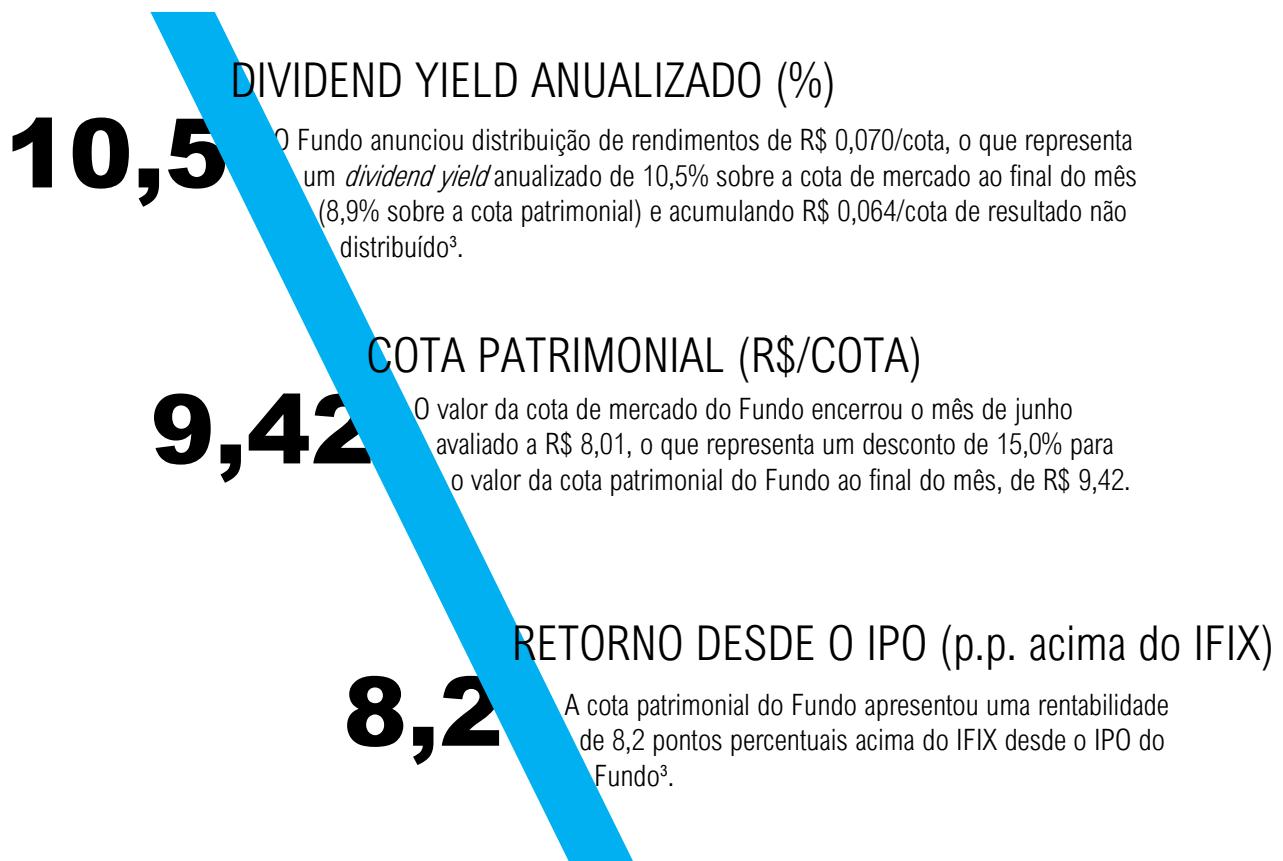 DIVIDEND YIELD ANUALIZADO (%)
10,5
O Fundo anunciou distribuição de rendimentos de R$ 0,070/cota, o que representa
um dividend yield anualizado de 10,5% sobre a cota de mercado ao final do mês
(8,9% sobre a cota patrimonial) e acumulando R$ 0,064/cota de resultado não
distribuído³.
COTA PATRIMONIAL (R$/COTA)
9,42
O valor da cota de mercado do Fundo encerrou o mês de junho
avaliado a R$ 8,01, o que representa um desconto de 15,0% para
o valor da cota patrimonial do Fundo ao final do mês, de R$ 9,42.
RETORNO DESDE O IPO (p.p. acima do IFIX)
8,2
A cota patrimonial do Fundo apresentou uma rentabilidade
de 8,2 pontos percentuais acima do IFIX desde o IPO do
Fundo³.